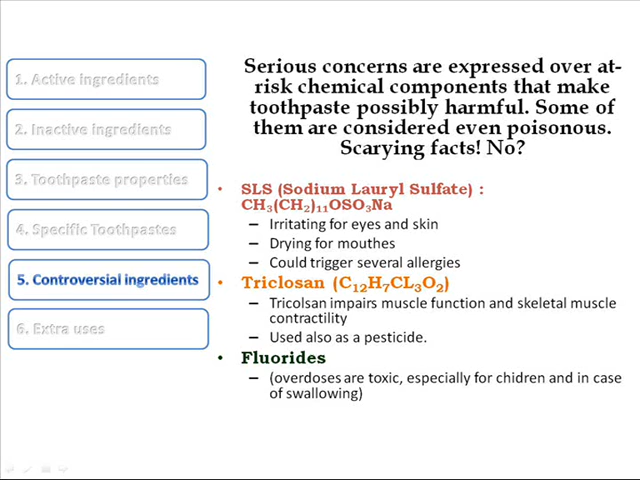 1. Active ingredients
2. Inactive ingredients
3. Toothpaste properties
4. Specific Toothpastes
5. Controversial ingredients
6. Extra uses
Serious concerns are expressed over at-
risk chemical components that make
toothpaste possibly harmful. Some of
them are considered even poisonous.
Scarying facts! No?
• SLS (Sodium Lauryl Sulfate) :
CH₃(CH₂)₁₁OSO₃Na
– Irritating for eyes and skin
– Drying for mouthes
– Could trigger several allergies
• Triclosan (C₁₂H₇CL₃O₂)
– Tricolsan impairs muscle function and skeletal muscle
contractility
– Used also as a pesticide.
• Fluorides
– (overdoses are toxic, especially for chidren and in case
of swallowing)